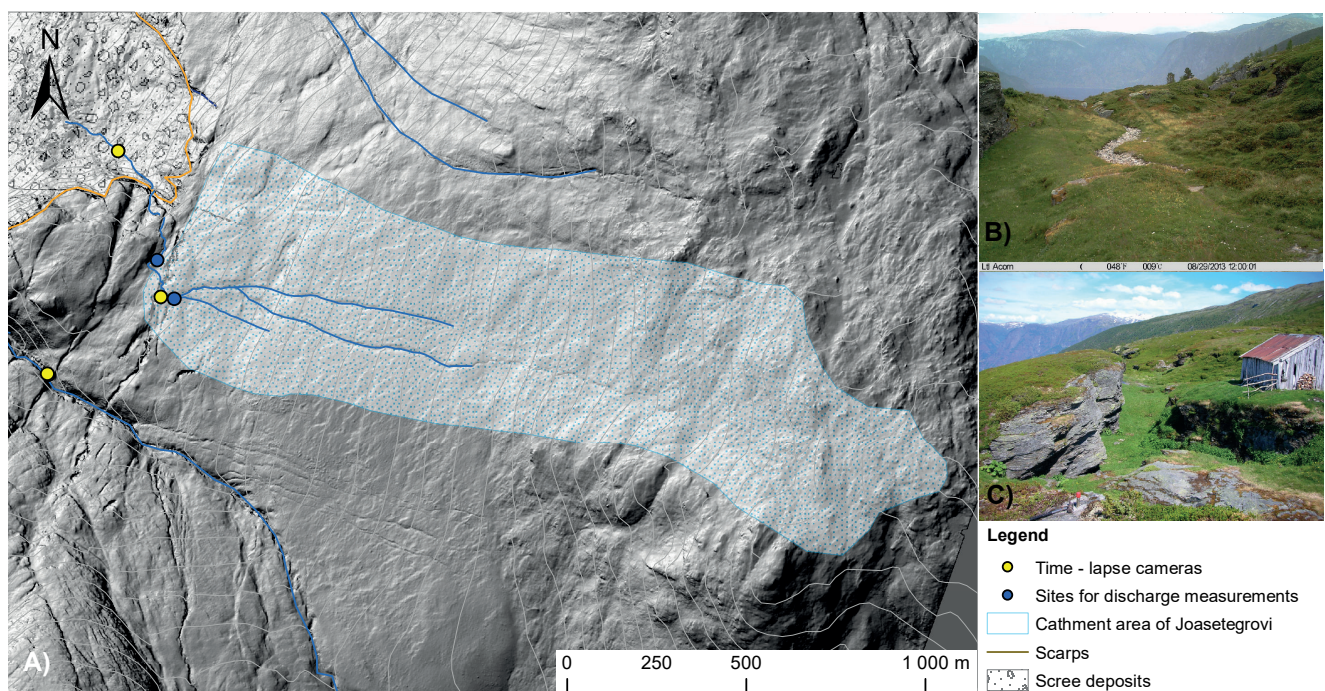 N
A)
0 250 500 1 000 m
B)
Ltl Acorn ( 048°F 009°C 08/29/2013 12:00:01
C)
Legend
Time - lapse cameras
Sites for discharge measurements
Cathment area of Joasetegrovi
Scarps
Scree deposits